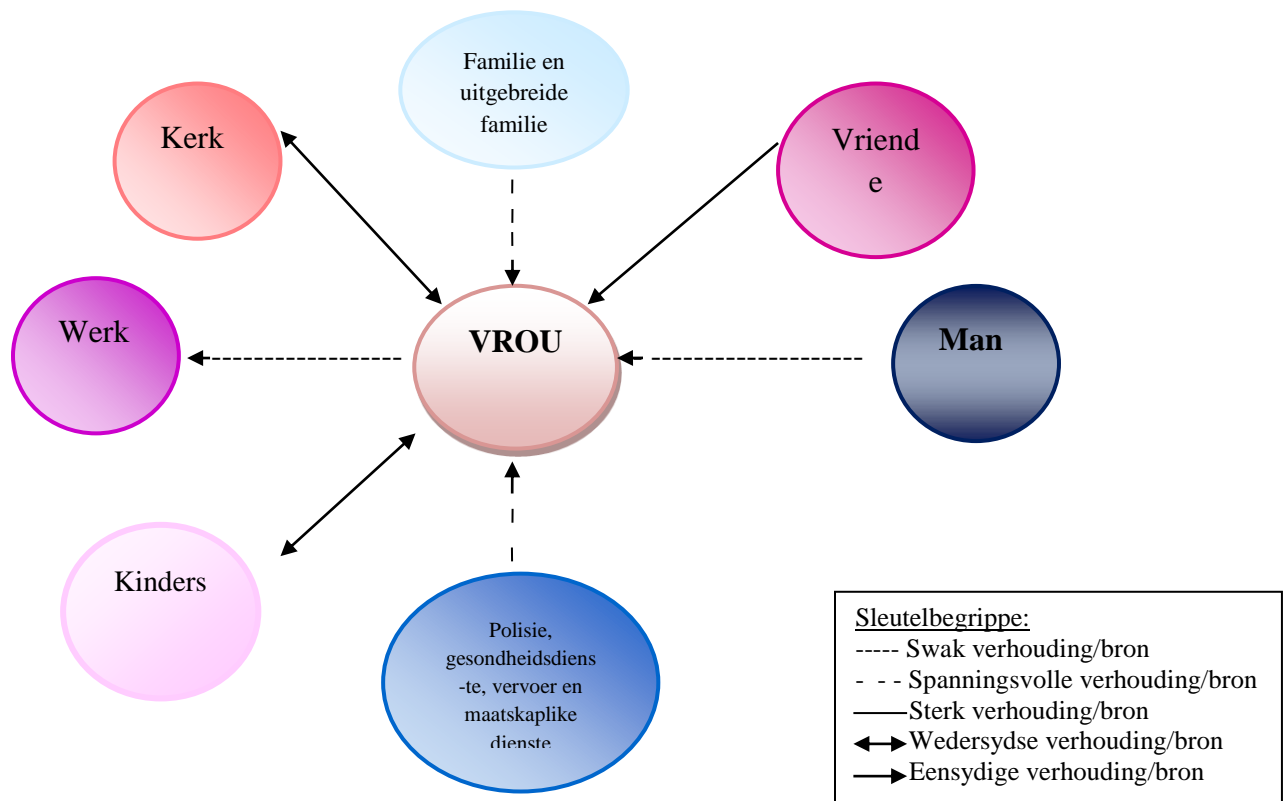 Familie en
uitgebreide
familie
Kerk
Vriend
e
Werk
VROU
Man
Kinders
Polisie,
gesondheidsdiens
-te, vervoer en
maatskaplike
dienste
Sleutelbegrippe:
----- Swak verhouding/bron
- - - Spanningsvolle verhouding/bron
Sterk verhouding/bron
Wedersydse verhouding/bron
Eensydige verhouding/bron